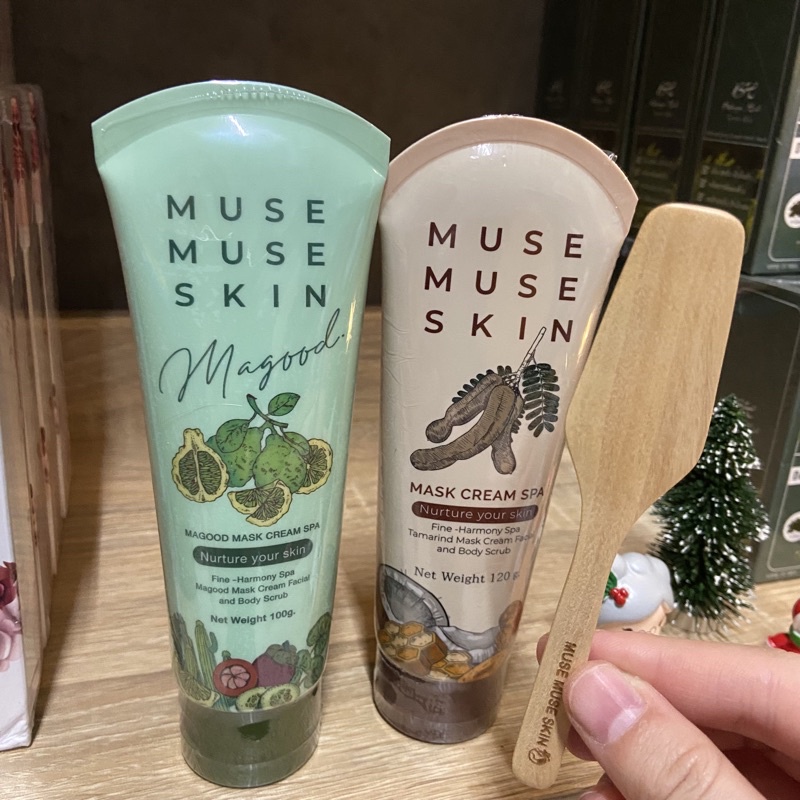 MUSE
MUSE
SKIN
Magood.
MAGOOD MASK CREAM SPA
Nurture your skin
Fine -Harmony Spa
Magood Mask Cream Facial
and Body Scrub
Net Weight 100g.
MUSE
MUSE
SKIN
MASK CREAM SPA
Nurture your skin
Fine -Harmony Spa
Tamarind Mask Cream Facial
and Body Scrub
Net Weight 120 g.
MUSE MUSE SKIN